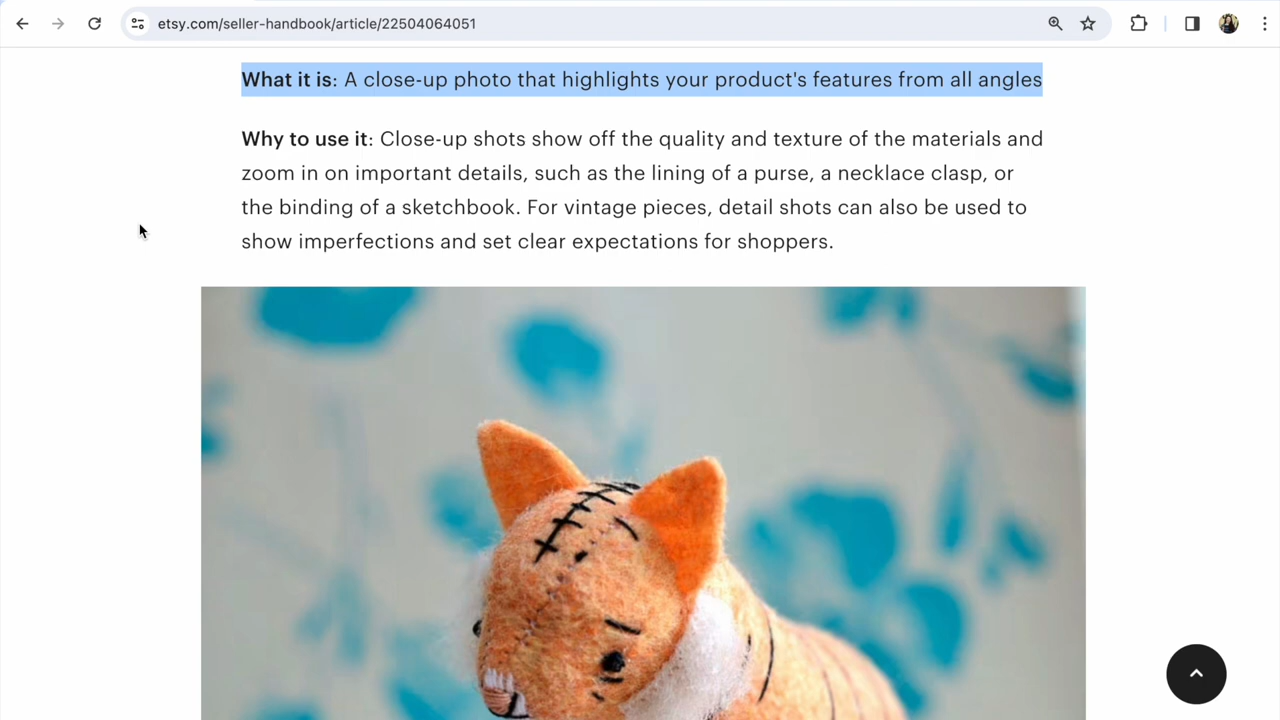 etsy.com/seller-handbook/article/22504064051
What it is: A close-up photo that highlights your product's features from all angles
Why to use it: Close-up shots show off the quality and texture of the materials and
zoom in on important details, such as the lining of a purse, a necklace clasp, or
the binding of a sketchbook. For vintage pieces, detail shots can also be used to
show imperfections and set clear expectations for shoppers.